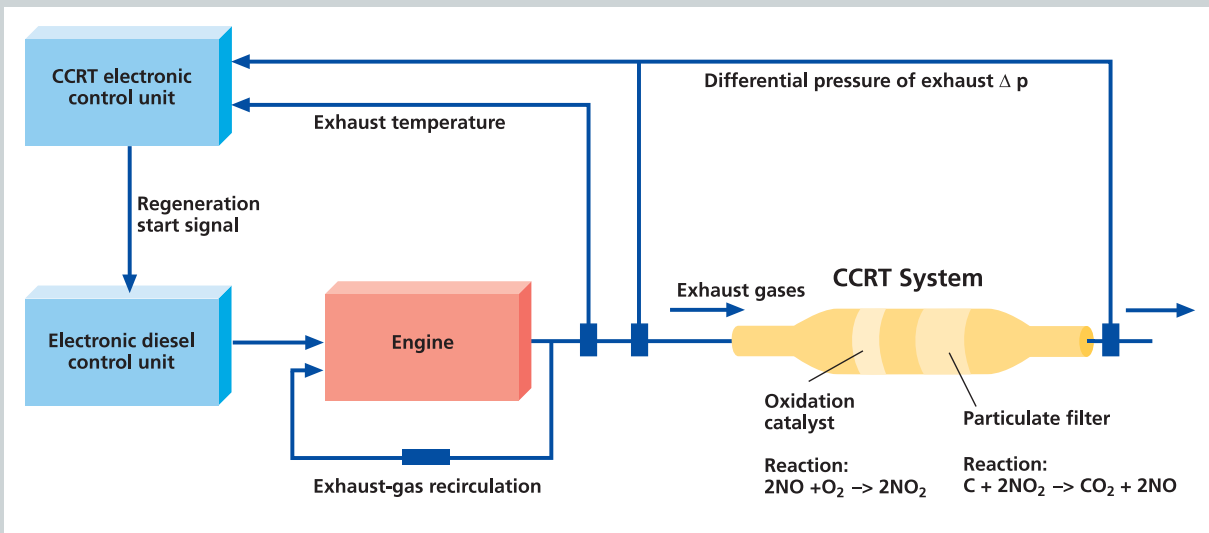 CCRT electronic
control unit
Differential pressure of exhaust Δ p
Exhaust temperature
Regeneration
start signal
Exhaust gases
CCRT System
Electronic diesel
control unit
Engine
Oxidation
catalyst
Particulate filter
Reaction:
2NO +O₂ –> 2NO₂
Reaction:
C + 2NO₂ –> CO₂ + 2NO
Exhaust-gas recirculation